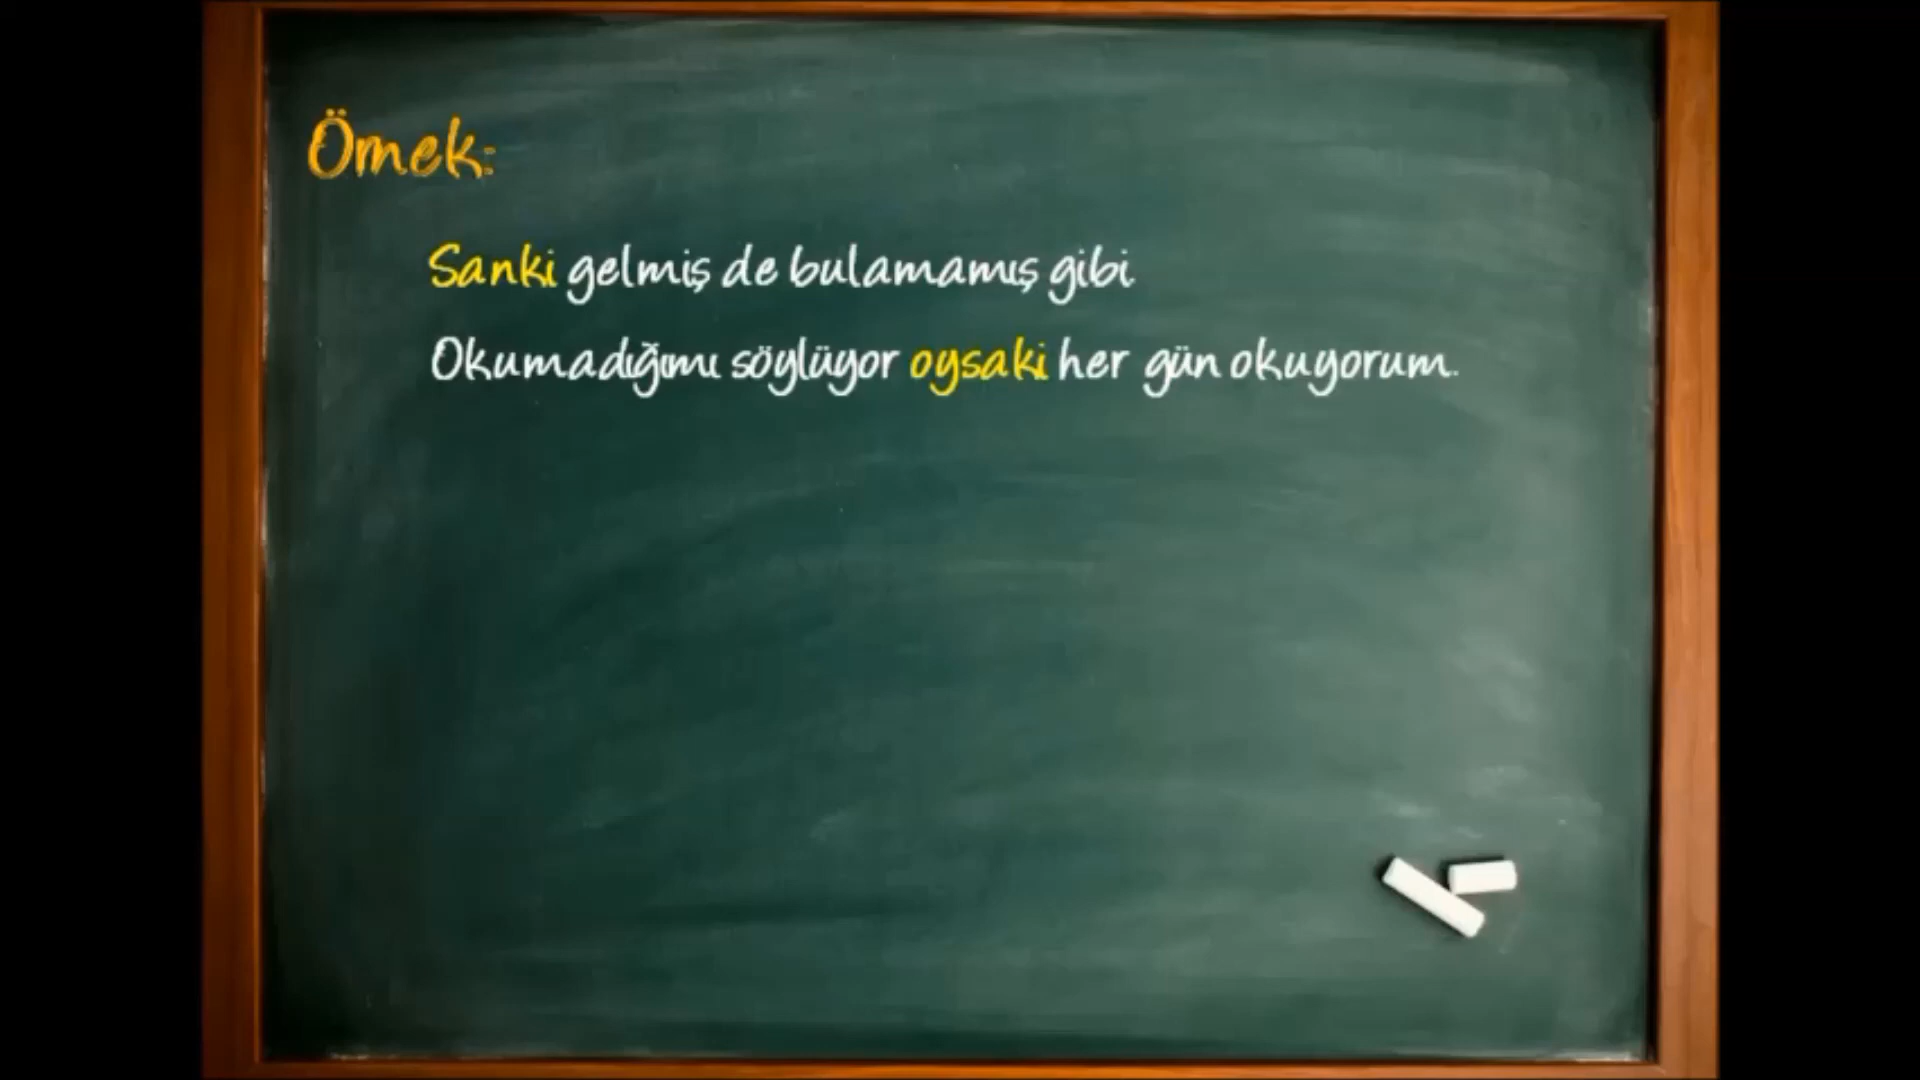 Örnek:
Sanki gelmiş de bulamamış gibi.
Okumadığımı söylüyor oysaki her gün okuyorum.